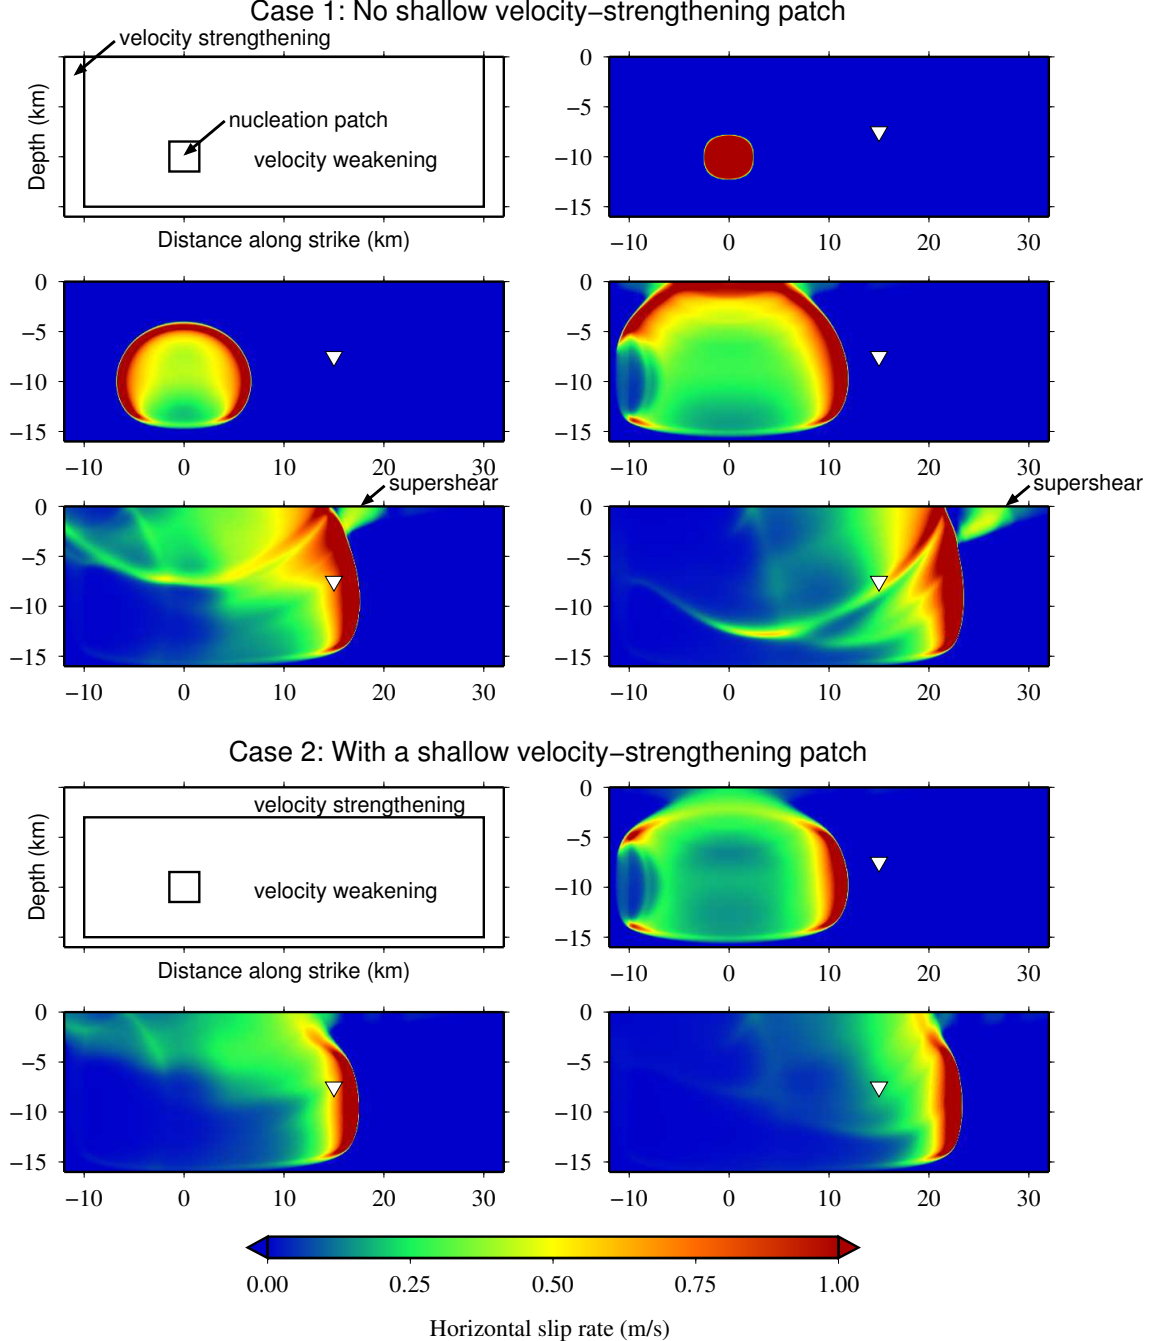 Case 1: No shallow velocity−strengthening patch
velocity strengthening
nucleation patch
velocity weakening
Depth (km)
Distance along strike (km)
0
−5
−10
−15
−10 0 10 20 30
0
−5
−10
−15
−10 0 10 20 30
0
−5
−10
−15
−10 0 10 20 30
supershear
0
−5
−10
−15
−10 0 10 20 30
supershear
0
−5
−10
−15
−10 0 10 20 30
Case 2: With a shallow velocity−strengthening patch
velocity strengthening
velocity weakening
Depth (km)
Distance along strike (km)
0
−5
−10
−15
−10 0 10 20 30
0
−5
−10
−15
−10 0 10 20 30
0
−5
−10
−15
−10 0 10 20 30
0.00 0.25 0.50 0.75 1.00
Horizontal slip rate (m/s)